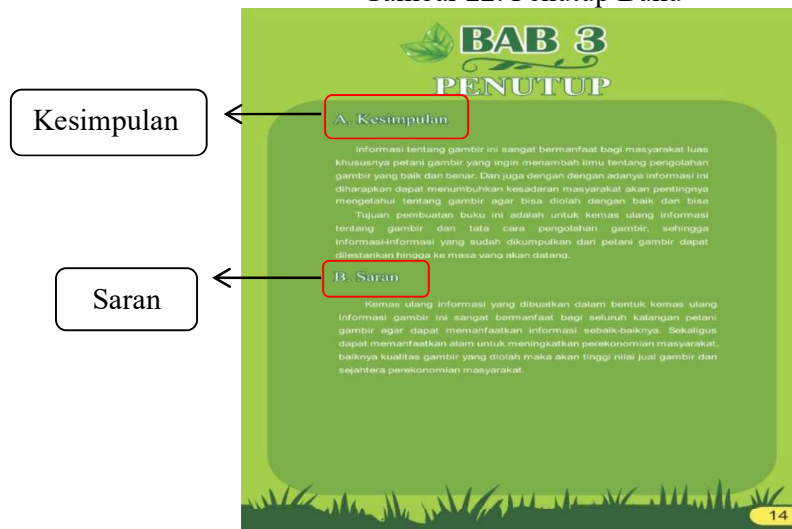 BAB 3
PENUTUP
Kesimpulan
A. Kesimpulan
Informasi tentang gambir ini sangat bermanfaat bagi masyarakat luas
khususnya petani gambir yang ingin menambah ilmu tentang pengolahan
gambir yang baik dan benar. Dan juga dengan dengan adanya informasi ini
diharapkan dapat menumbuhkan kesadaran masyarakat akan pentingnya
mengetahui tentang gambir agar bisa diolah dengan baik dan bisa
Tujuan pembuatan buku ini adalah untuk kemas ulang informasi
tentang gambir dan tata cara pengolahan gambir, sehingga
informasi-informasi yang sudah dikumpulkan dari petani gambir dapat
dilestarikan hingga ke masa yang akan datang.
Saran
B. Saran
Kemas ulang informasi yang dibuatkan dalam bentuk kemas ulang
informasi gambir ini sangat bermanfaat bagi seluruh kalangan petani
gambir agar dapat memanfaatkan informasi sebaik-baiknya. Sekaligus
dapat memanfaatkan alam untuk meningkatkan perekonomian masyarakat,
baiknya kualitas gambir yang diolah maka akan tinggi nilai jual gambir dan
sejahtera perekonomian masyarakat.
14